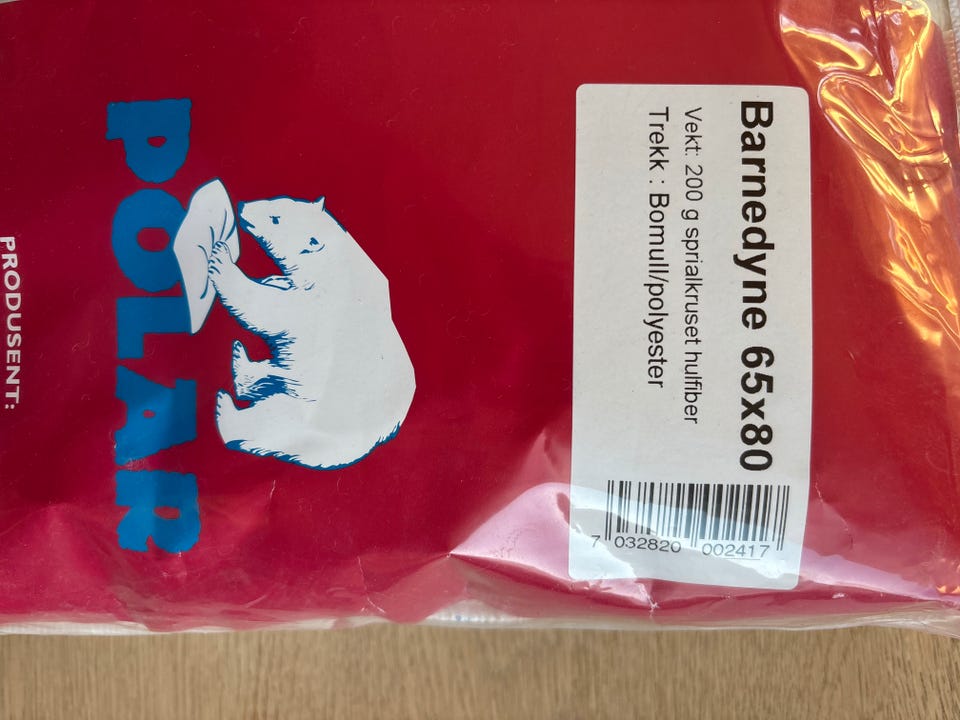 Barnedyne 65x80
Vekt: 200 g sprialkruset hulfiber
Trekk : Bomull/polyester
7 032820 002417
POLAR
PRODUSENT: